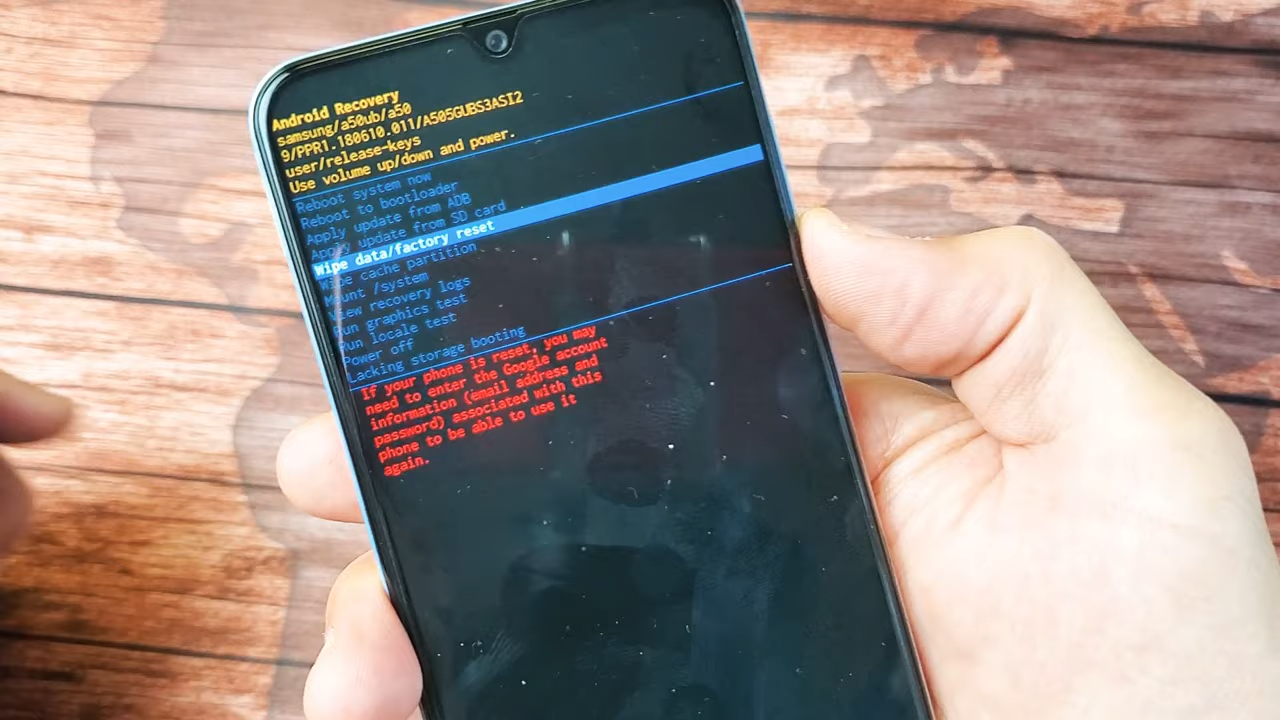 Android Recovery
samsung/a50ub/a50
9/PPR1.180610.011/A505GUBS3ASI2
user/release-keys
Use volume up/down and power.
Reboot system now
Reboot to bootloader
Apply update from ADB
Apply update from SD card
Wipe data/factory reset
Wipe cache partition
Mount /system
View recovery logs
Run graphics test
Run locale test
Power off
Lacking storage booting
If your phone is reset, you may
need to enter the Google account
information (email address and
password) associated with this
phone to be able to use it
again.